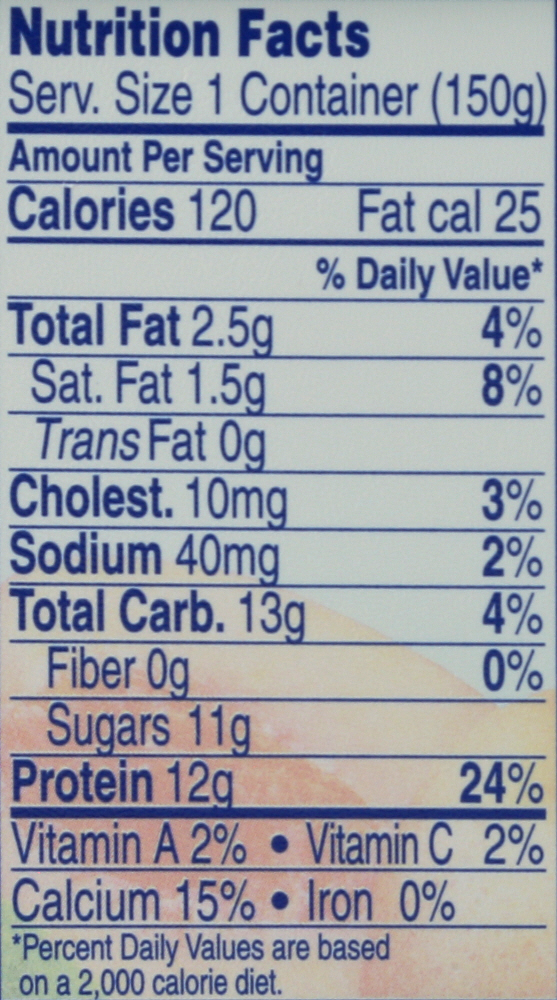 Nutrition Facts
Serv. Size 1 Container (150g)
Amount Per Serving
Calories 120 Fat cal 25
% Daily Value*
Total Fat 2.5g 4%
Sat. Fat 1.5g 8%
Trans Fat 0g
Cholest. 10mg 3%
Sodium 40mg 2%
Total Carb. 13g 4%
Fiber 0g 0%
Sugars 11g
Protein 12g 24%
Vitamin A 2% • Vitamin C 2%
Calcium 15% • Iron 0%
*Percent Daily Values are based
on a 2,000 calorie diet.